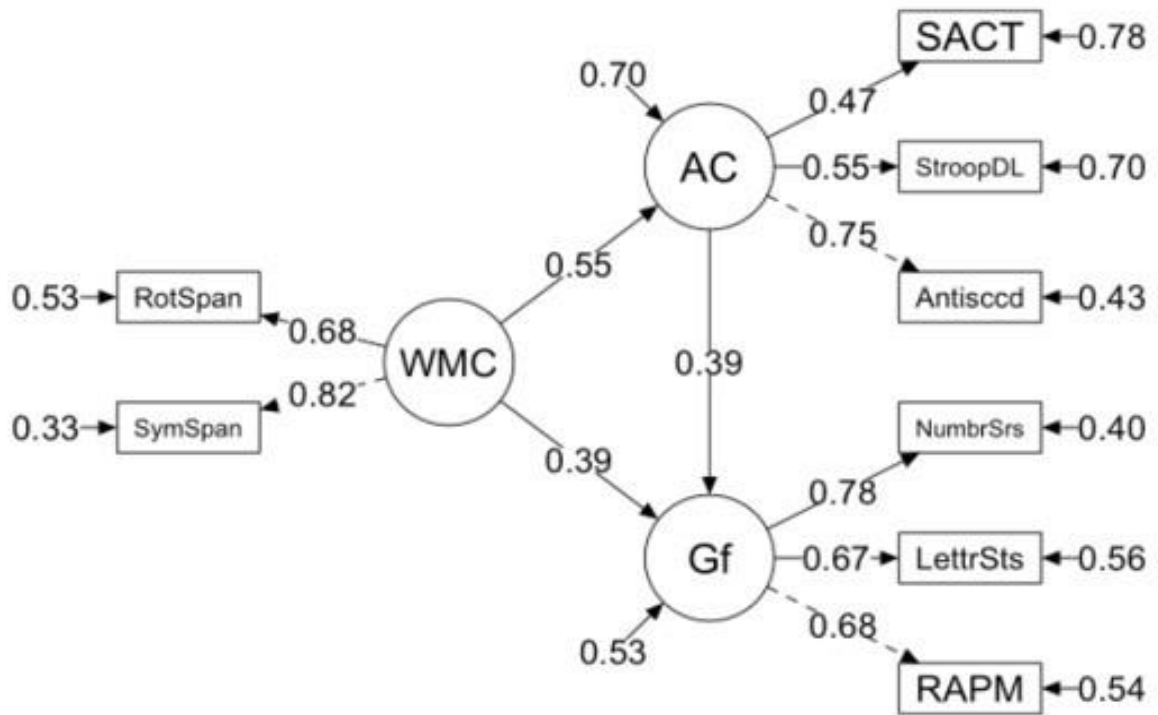 SACT
0.78
0.70
0.47
AC
0.55
StroopDL
0.70
0.75
Antisccd
0.43
0.55
0.53
RotSpan
0.68
WMC
0.39
0.82
0.33
SymSpan
0.39
NumbrSrs
0.40
0.78
Gf
0.67
LettrSts
0.56
0.68
0.53
RAPM
0.54